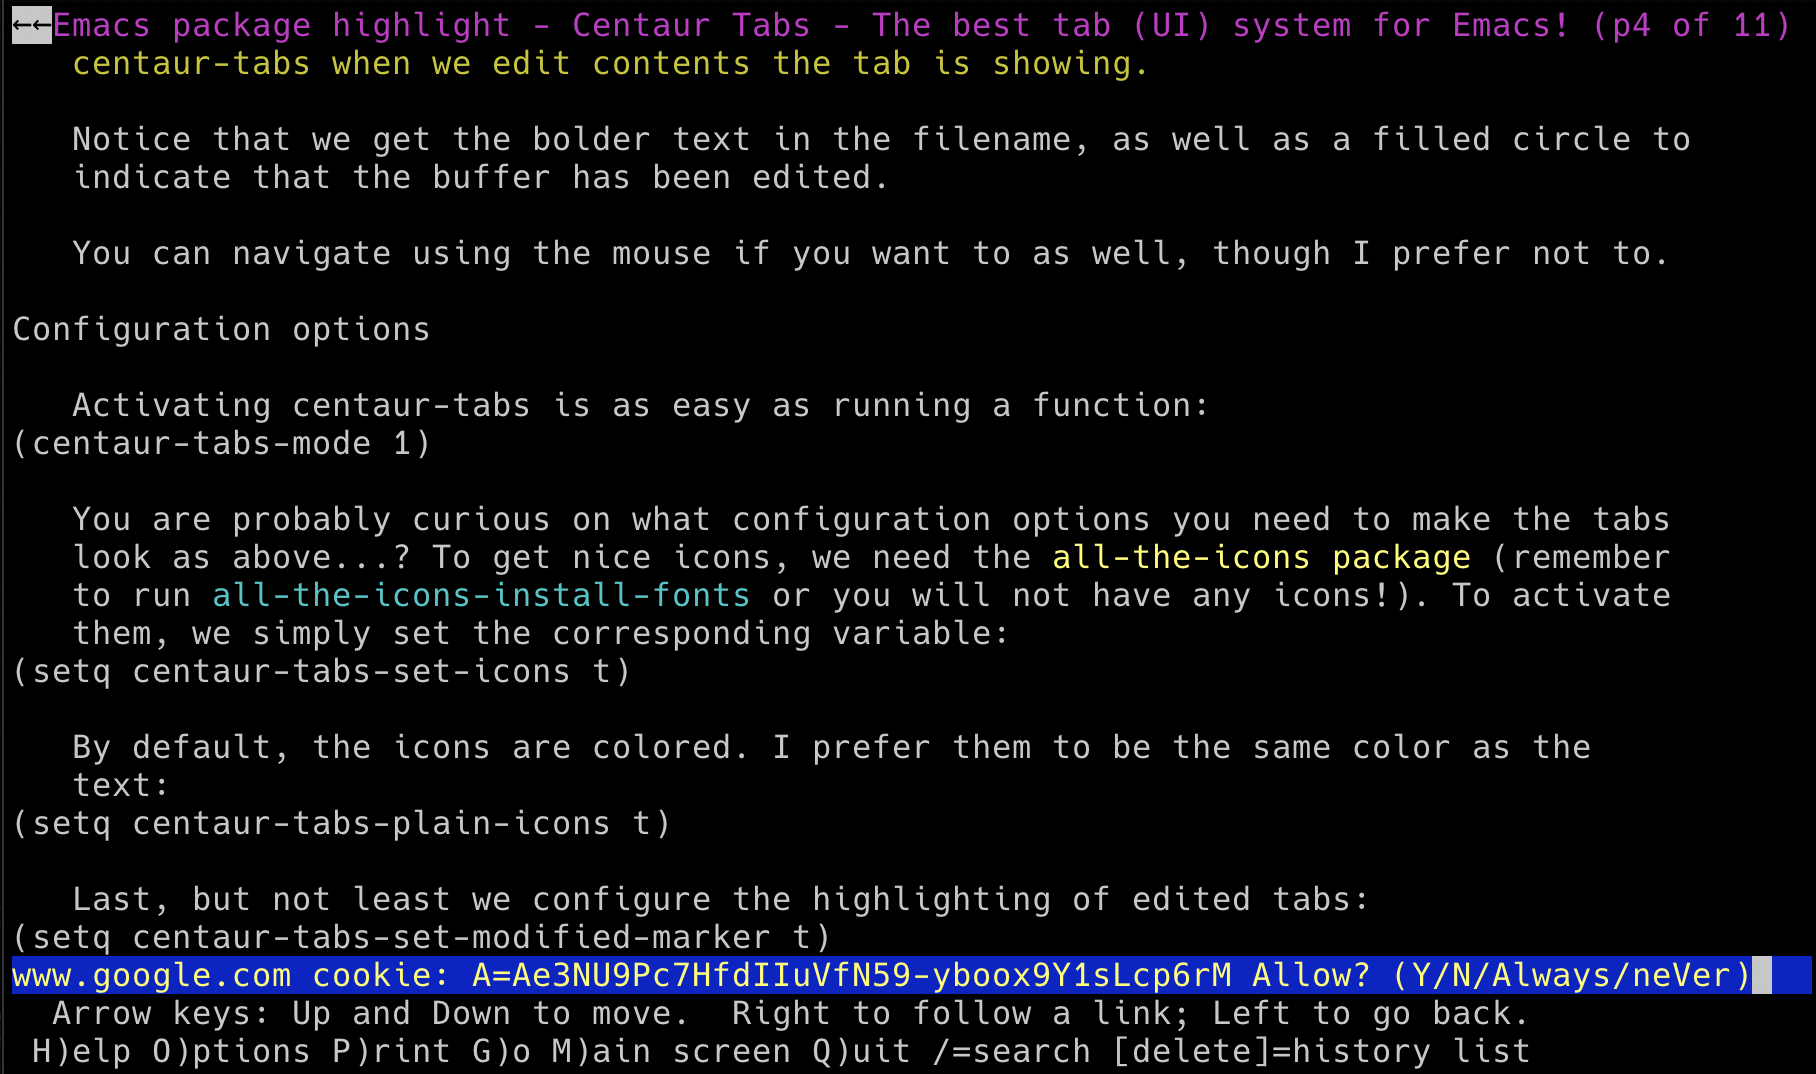 ←←Emacs package highlight - Centaur Tabs - The best tab (UI) system for Emacs! (p4 of 11)
centaur-tabs when we edit contents the tab is showing.
Notice that we get the bolder text in the filename, as well as a filled circle to
indicate that the buffer has been edited.
You can navigate using the mouse if you want to as well, though I prefer not to.
Configuration options
Activating centaur-tabs is as easy as running a function:
(centaur-tabs-mode 1)
You are probably curious on what configuration options you need to make the tabs
look as above...? To get nice icons, we need the all-the-icons package (remember
to run all-the-icons-install-fonts or you will not have any icons!). To activate
them, we simply set the corresponding variable:
(setq centaur-tabs-set-icons t)
By default, the icons are colored. I prefer them to be the same color as the
text:
(setq centaur-tabs-plain-icons t)
Last, but not least we configure the highlighting of edited tabs:
(setq centaur-tabs-set-modified-marker t)
www.google.com cookie: A=Ae3NU9Pc7HfdIIuVfN59-yboox9Y1sLcp6rM Allow? (Y/N/Always/neVer)
Arrow keys: Up and Down to move.  Right to follow a link; Left to go back.
H)elp O)ptions P)rint G)o M)ain screen Q)uit /=search [delete]=history list